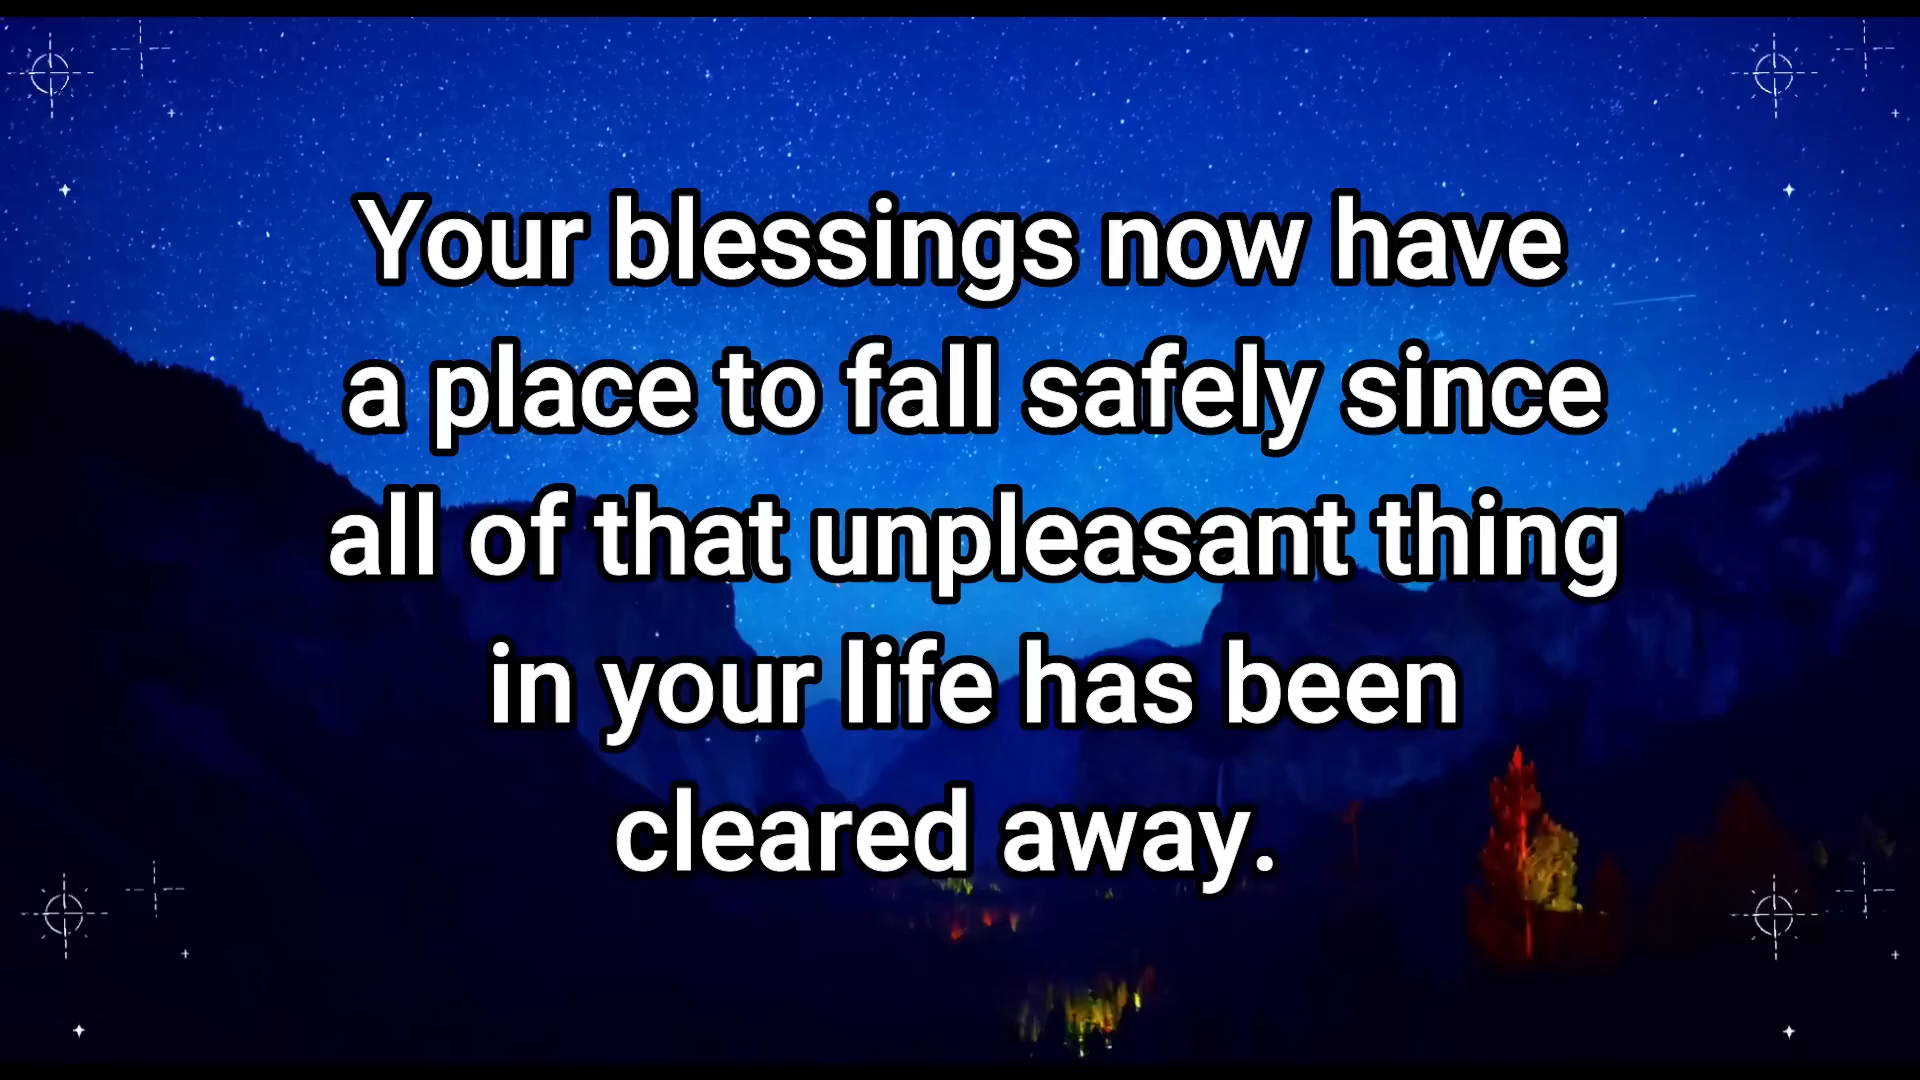 Your blessings now have
a place to fall safely since
all of that unpleasant thing
in your life has been
cleared away.